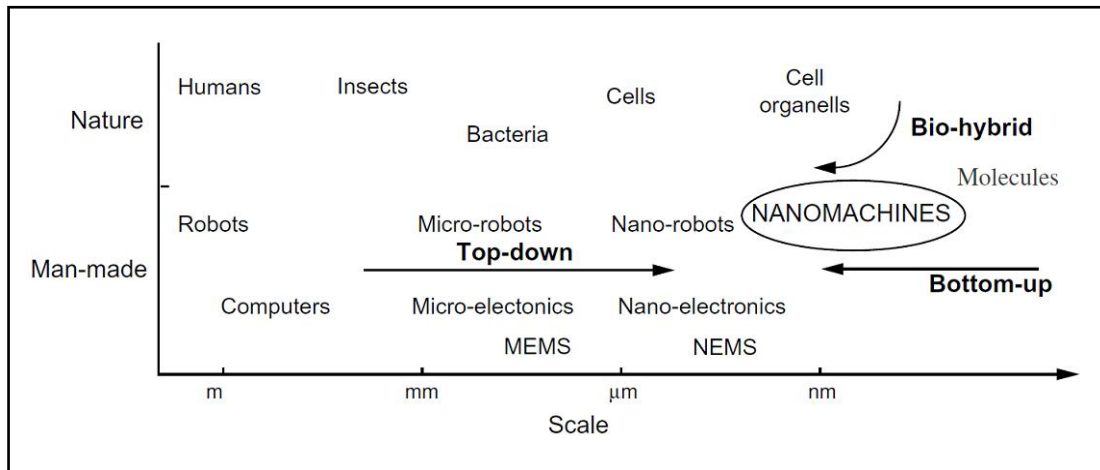 Humans
Insects
Cells
Cell
organells
Nature
Bacteria
Bio-hybrid
Molecules
Robots
Micro-robots
Nano-robots
NANOMACHINES
Man-made
Top-down
Bottom-up
Computers
Micro-electonics
Nano-electronics
MEMS
NEMS
m
mm
μm
nm
Scale